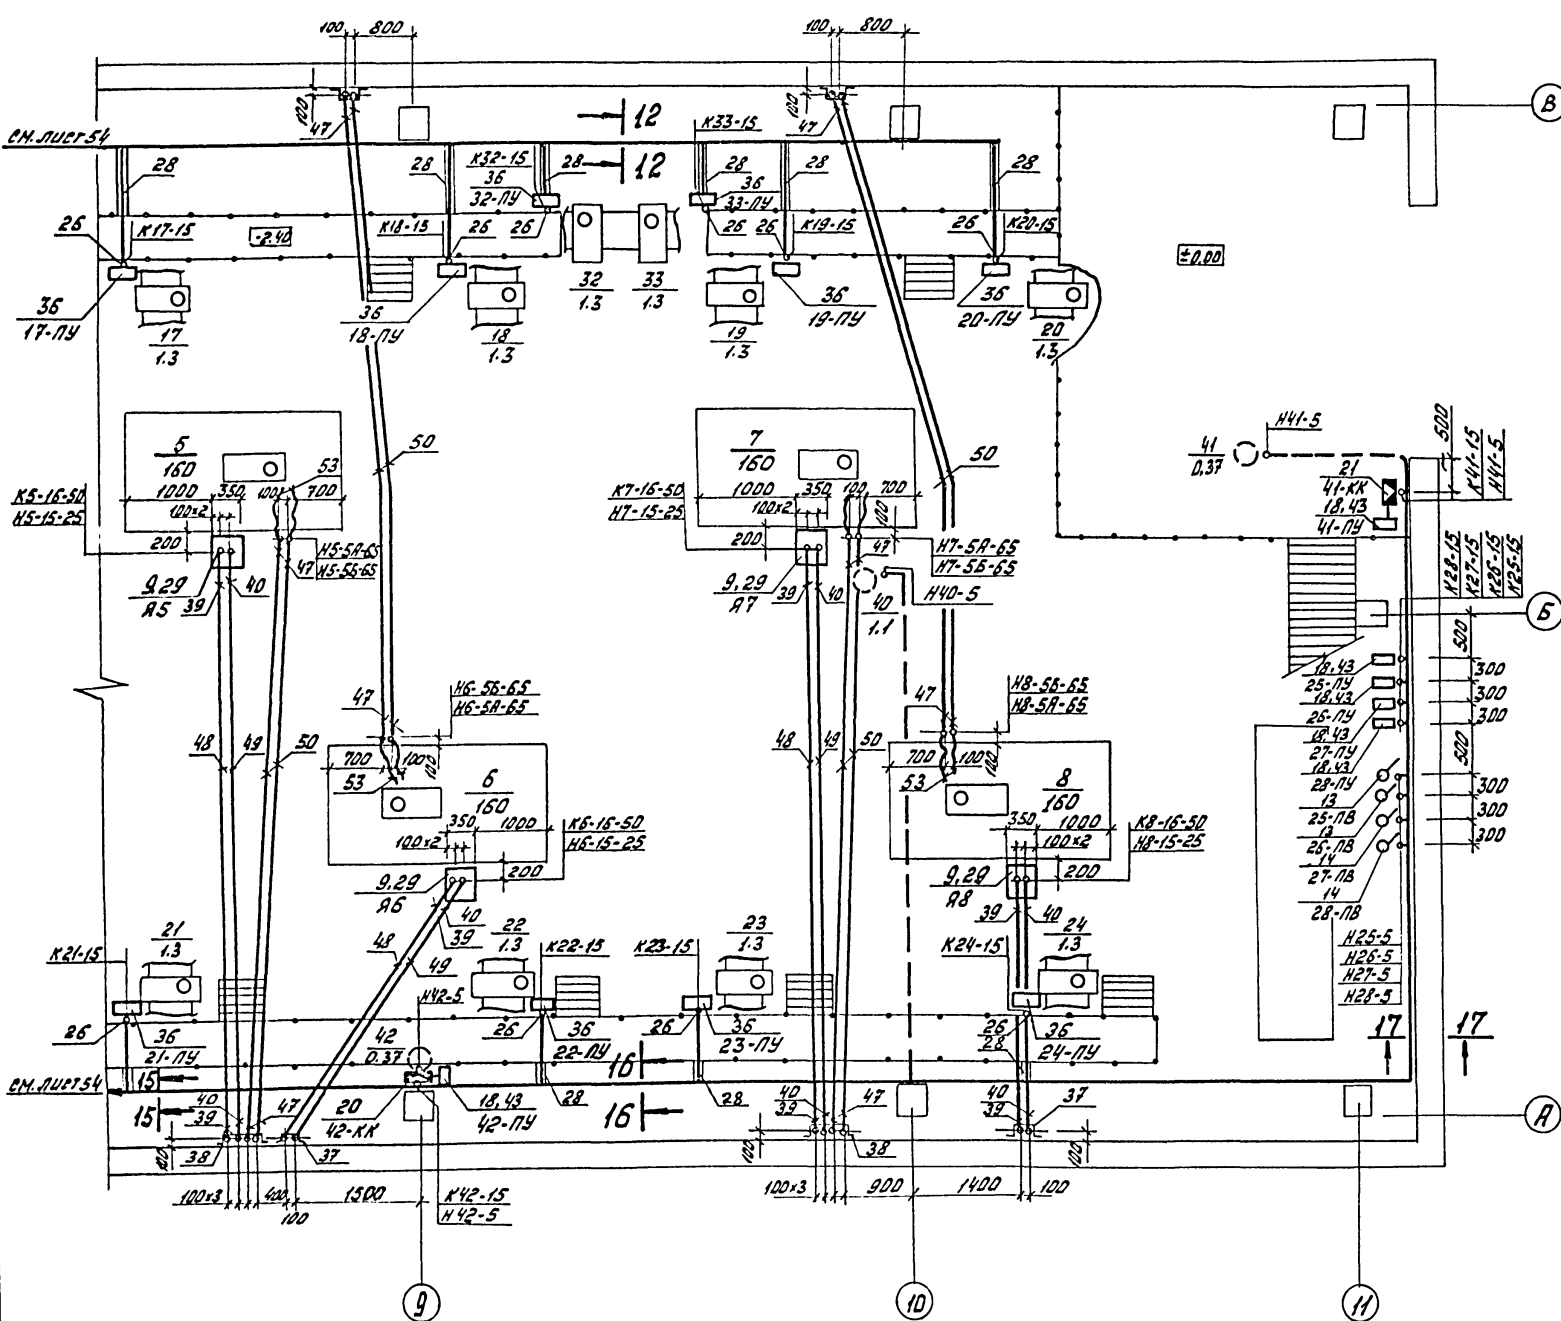 100 800
100 800
100
100
В
47
12
47
К33-15
см. лист 54
28
28
К32-15
36
32-ПУ
28
12
28
36
33-ПУ
28
28
26
К17-15
-2.40
К18-15
26
26
26
26
К19-15
26
К20-15
±0.00
36
17-ПУ
17
1.3
36
18-ПУ
18
1.3
32
1.3
33
1.3
19
1.3
36
19-ПУ
36
20-ПУ
20
1.3
5
160
53
50
7
160
50
41
0.37
Н41-5
500
К41-15
Н41-5
21
41-КК
18,43
41-ПУ
К5-16-50
Н5-15-25
1000
350
100
700
100х2
200
Н5-5А-65
Н5-5Б-65
47
9,29
Я5
39
40
К7-16-50
Н7-15-25
1000
350
100
700
100х2
100
200
47
Н7-5А-65
Н7-5Б-65
9,29
Я7
39
40
40
1.1
Н40-5
К28-15
К27-15
К26-15
К25-15
Б
500
300
300
300
500
300
300
300
18,43
25-ПУ
18,43
26-ПУ
18,43
27-ПУ
18,43
28-ПУ
13
25-ПВ
13
26-ПВ
14
27-ПВ
14
28-ПВ
Н25-5
Н26-5
Н27-5
Н28-5
47
Н6-5Б-65
Н6-5А-65
47
Н8-5Б-65
Н8-5А-65
48
49
50
700
100
100
53
6
160
350
1000
100х2
200
К6-16-50
Н6-15-25
9,29
Я6
40
39
48
49
48
49
50
700
100
100
53
8
160
350
1000
100х2
200
К8-16-50
Н8-15-25
9,29
Я8
39
40
К21-15
21
1.3
26
36
21-ПУ
22
1.3
К22-15
Н42-5
42
0.37
26
36
22-ПУ
К23-15
23
1.3
26
36
23-ПУ
К24-15
24
1.3
26
36
24-ПУ
28
17
17
см. лист 54
15
15
16
16
20
42-КК
18,43
42-ПУ
28
28
40
39
47
38
37
100
40
39
47
38
100
40
39
37
100
100х3
400
100
1500
К42-15
Н42-5
100х3
900
1400
100
А
9
10
11